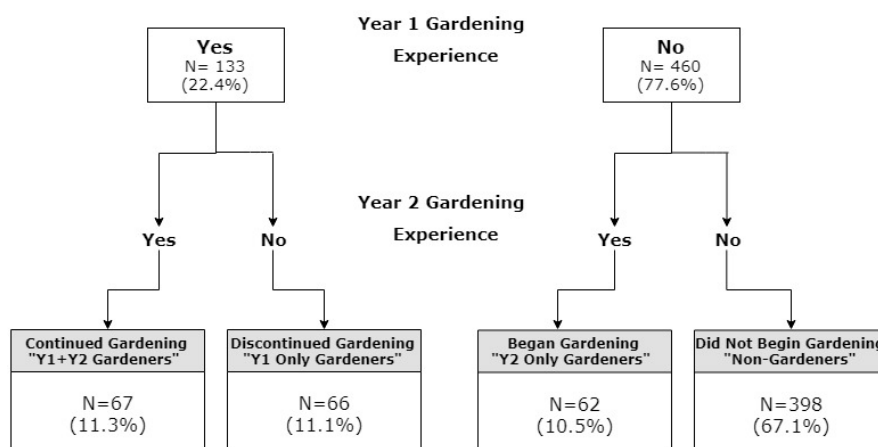 Year 1 Gardening
Experience
Yes
N= 133
(22.4%)
No
N= 460
(77.6%)
Year 2 Gardening
Experience
Yes
No
Yes
No
Continued Gardening
"Y1+Y2 Gardeners"
N=67
(11.3%)
Discontinued Gardening
"Y1 Only Gardeners"
N=66
(11.1%)
Began Gardening
"Y2 Only Gardeners"
N=62
(10.5%)
Did Not Begin Gardening
"Non-Gardeners"
N=398
(67.1%)